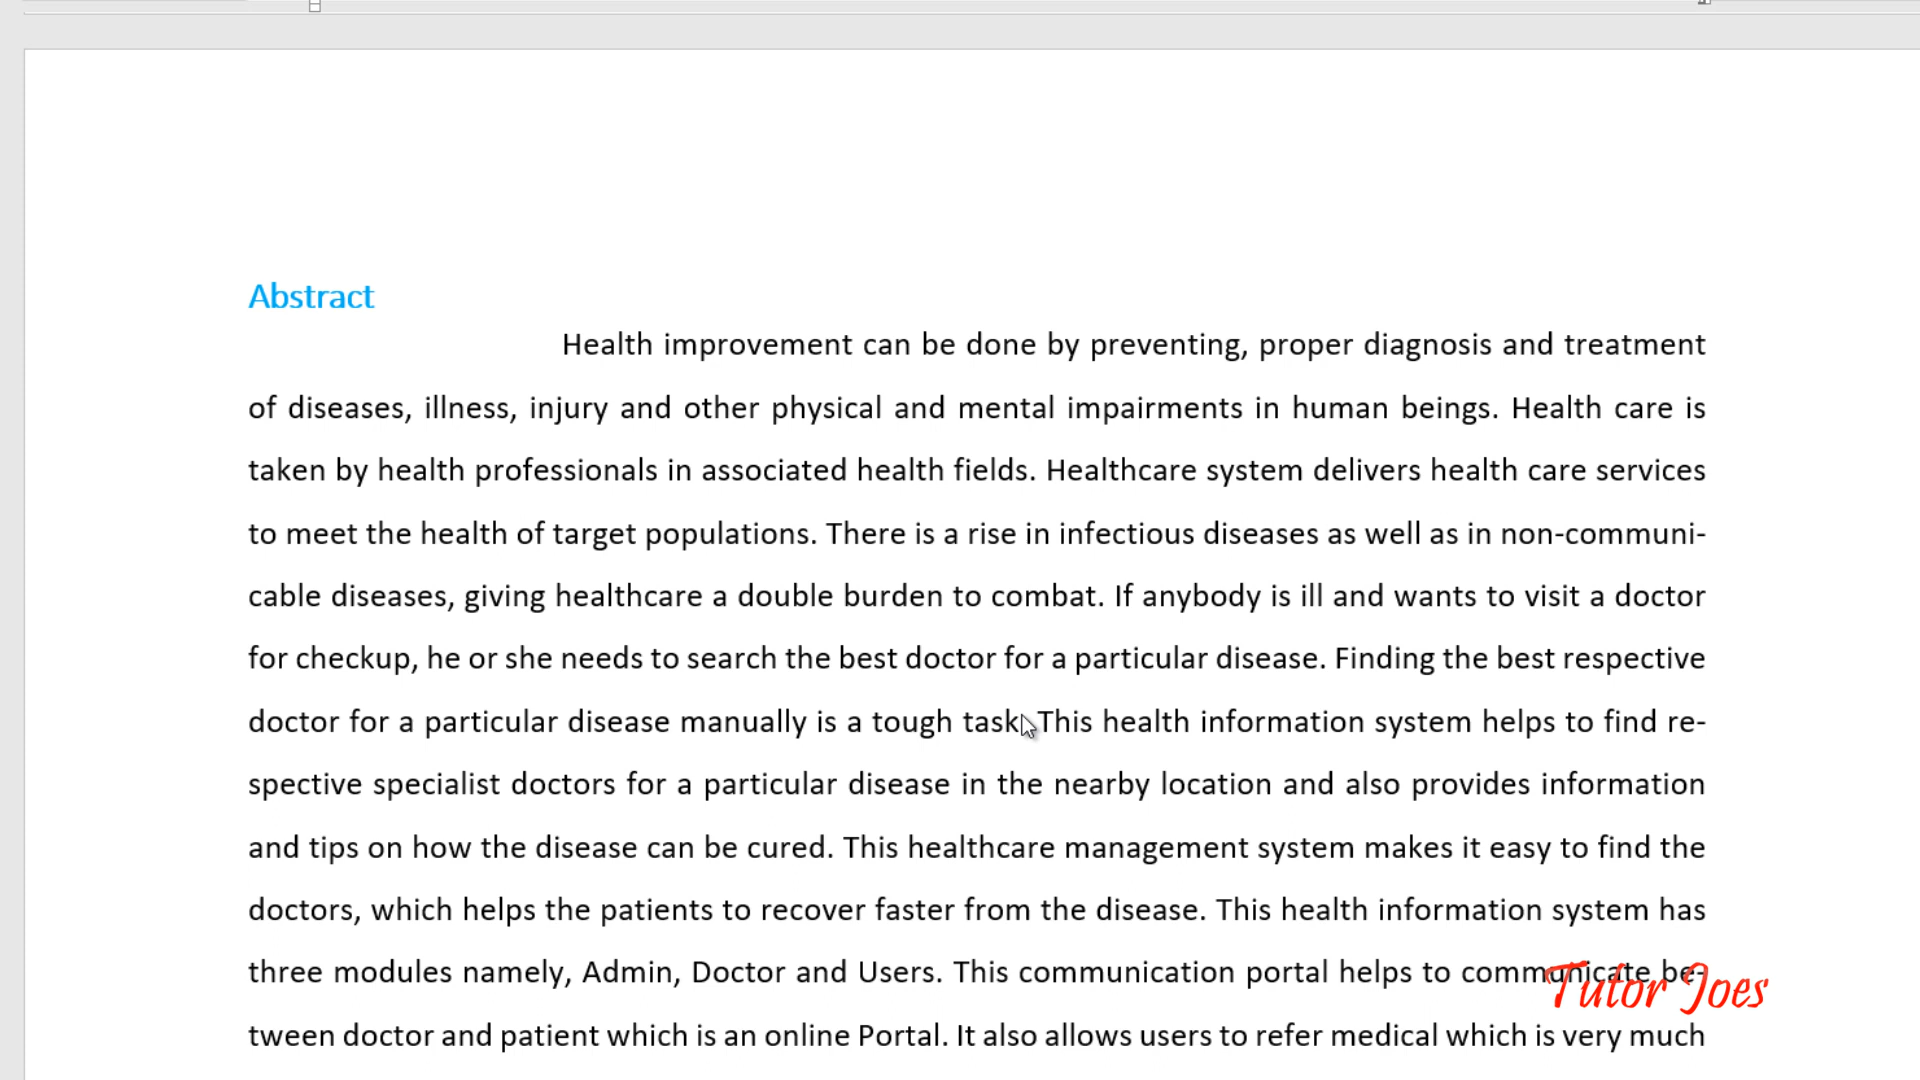 Abstract
Health improvement can be done by preventing, proper diagnosis and treatment
of diseases, illness, injury and other physical and mental impairments in human beings. Health care is
taken by health professionals in associated health fields. Healthcare system delivers health care services
to meet the health of target populations. There is a rise in infectious diseases as well as in non-communi-
cable diseases, giving healthcare a double burden to combat. If anybody is ill and wants to visit a doctor
for checkup, he or she needs to search the best doctor for a particular disease. Finding the best respective
doctor for a particular disease manually is a tough task. This health information system helps to find re-
spective specialist doctors for a particular disease in the nearby location and also provides information
and tips on how the disease can be cured. This healthcare management system makes it easy to find the
doctors, which helps the patients to recover faster from the disease. This health information system has
three modules namely, Admin, Doctor and Users. This communication portal helps to communicate be-
Tutor Joes
tween doctor and patient which is an online Portal. It also allows users to refer medical which is very much